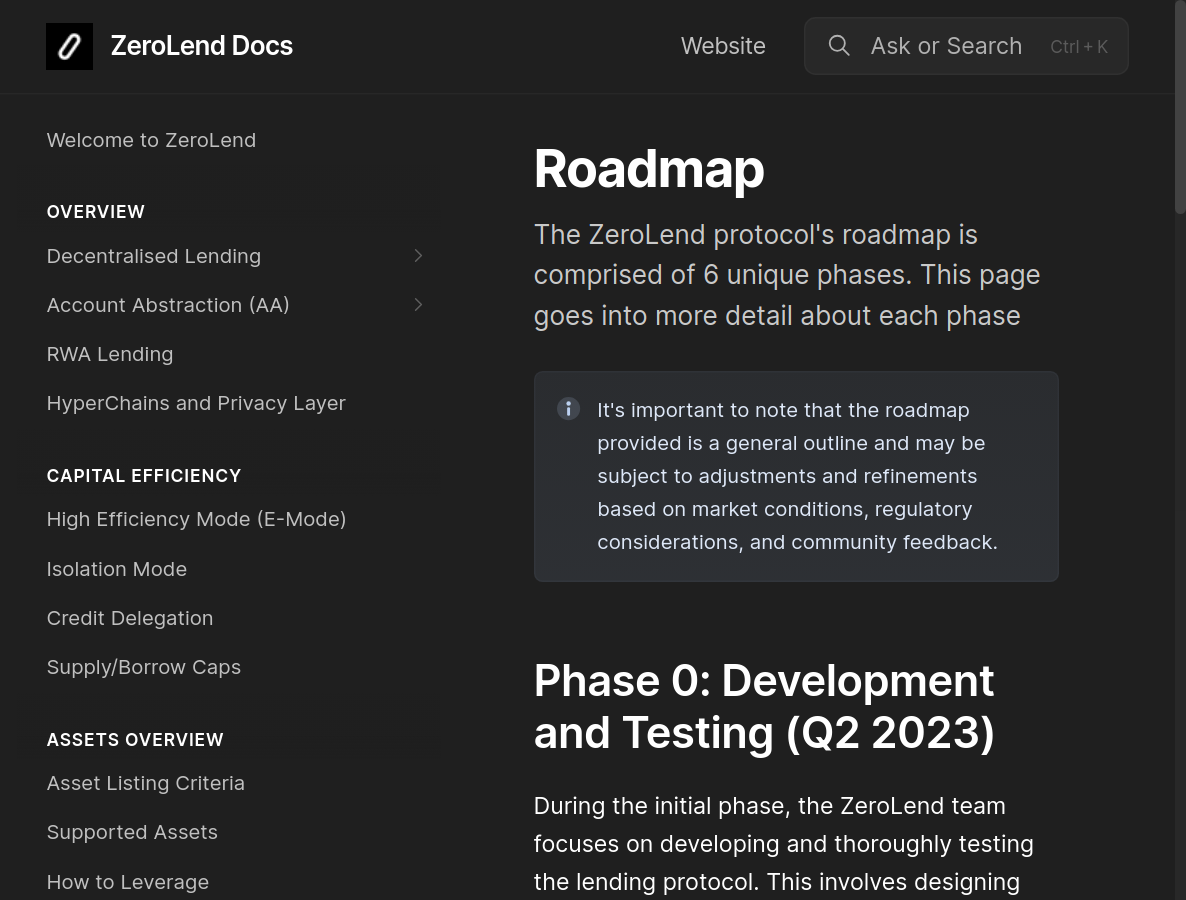 ZeroLend Docs
Website
Ask or Search
Ctrl + K
Welcome to ZeroLend
OVERVIEW
Decentralised Lending
Account Abstraction (AA)
RWA Lending
HyperChains and Privacy Layer
CAPITAL EFFICIENCY
High Efficiency Mode (E-Mode)
Isolation Mode
Credit Delegation
Supply/Borrow Caps
ASSETS OVERVIEW
Asset Listing Criteria
Supported Assets
How to Leverage
Roadmap
The ZeroLend protocol's roadmap is
comprised of 6 unique phases. This page
goes into more detail about each phase
It's important to note that the roadmap
provided is a general outline and may be
subject to adjustments and refinements
based on market conditions, regulatory
considerations, and community feedback.
Phase 0: Development
and Testing (Q2 2023)
During the initial phase, the ZeroLend team
focuses on developing and thoroughly testing
the lending protocol. This involves designing